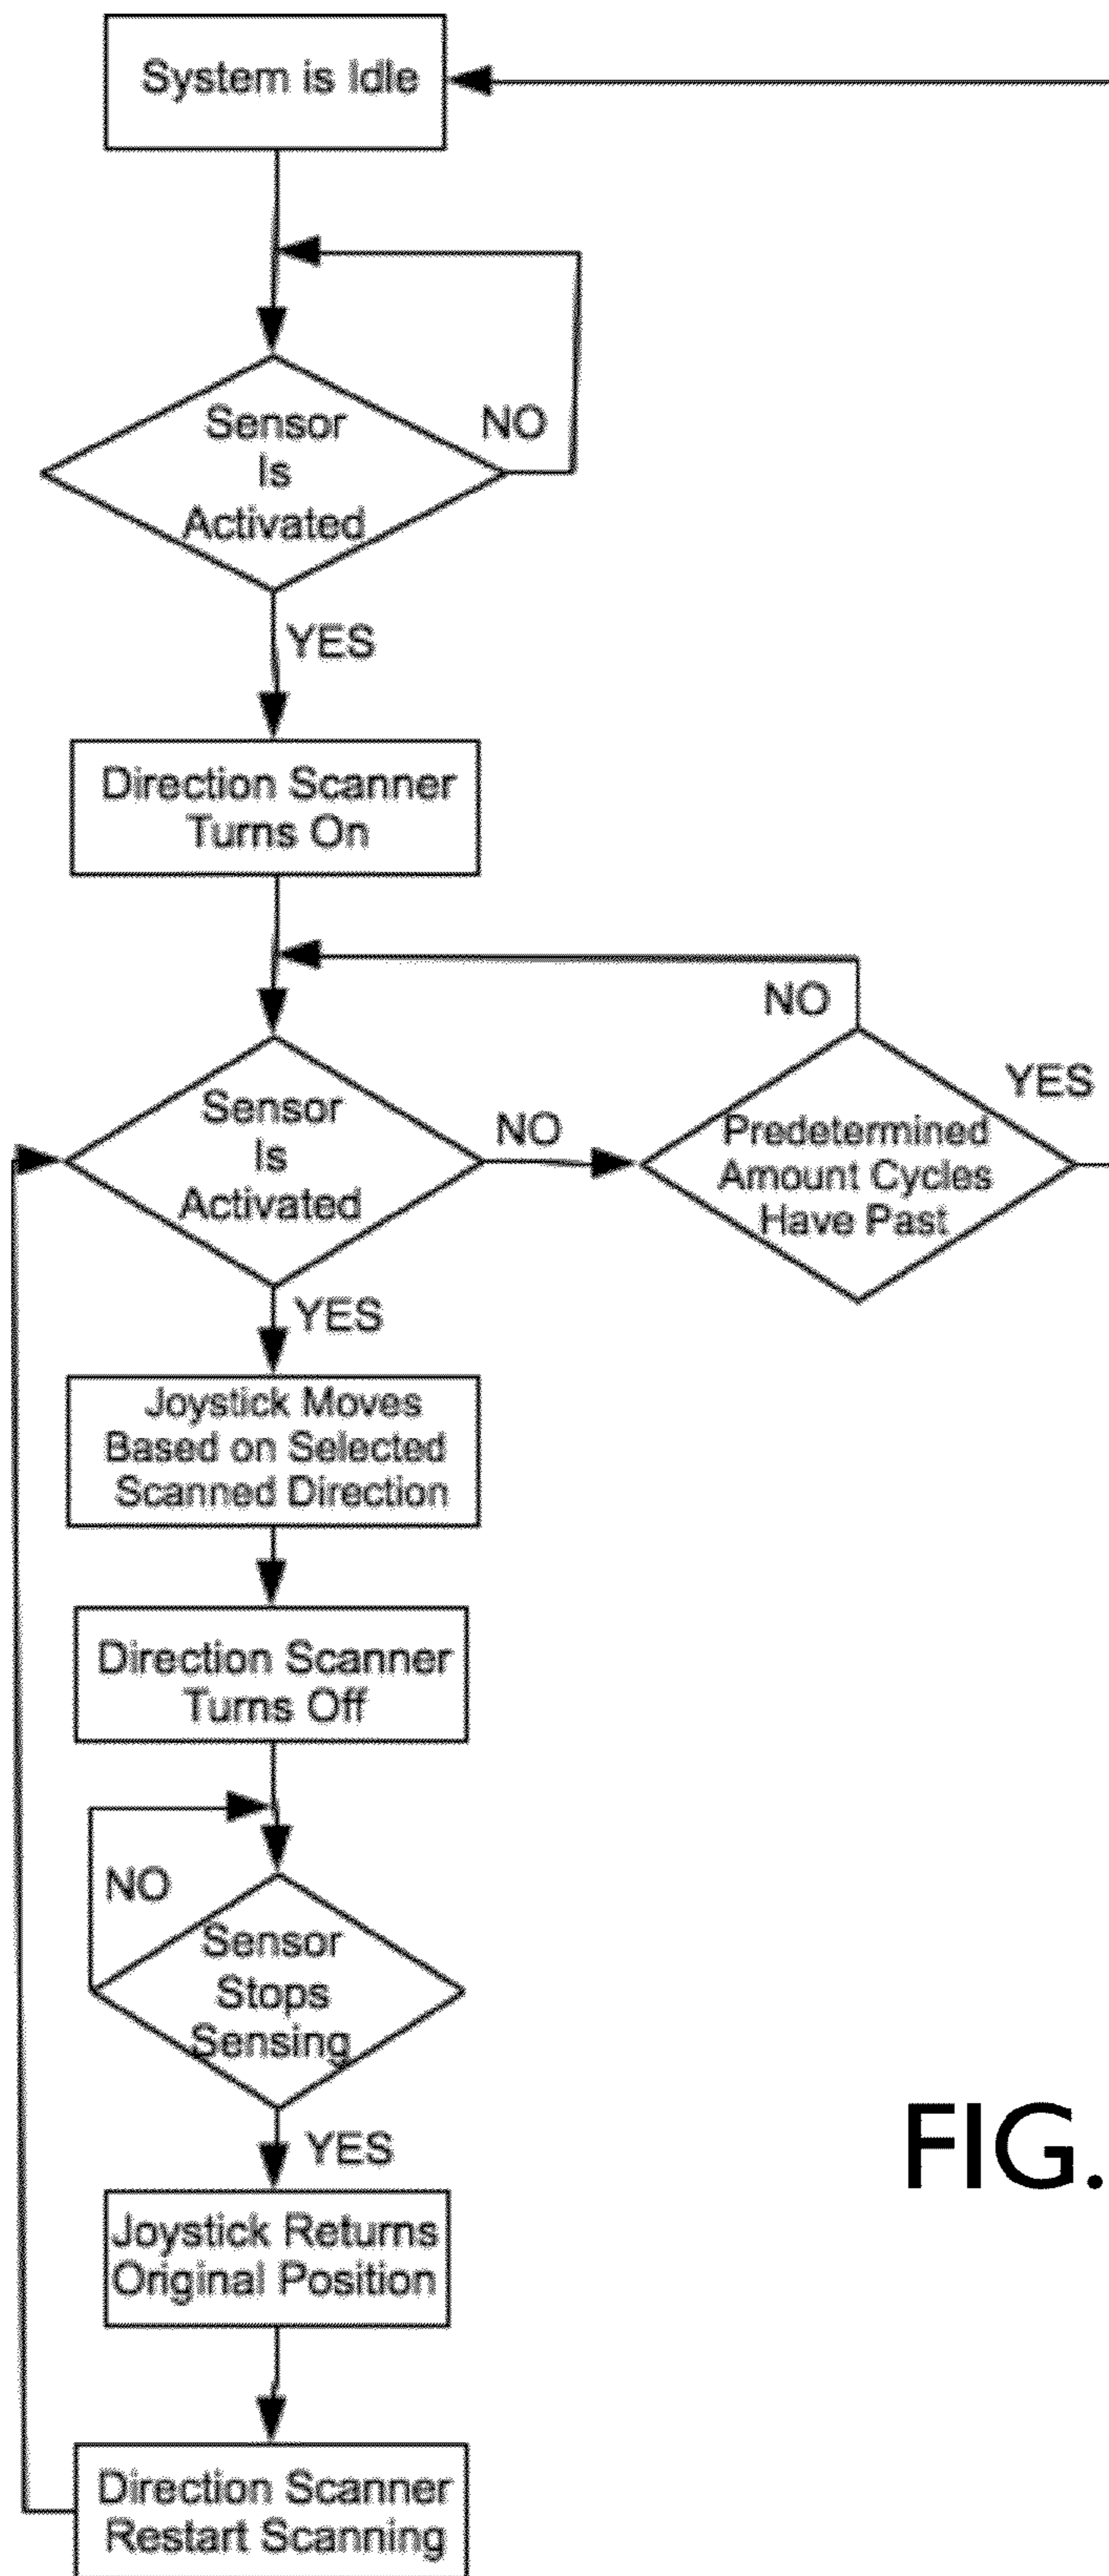 System is Idle
Sensor
Is
Activated
NO
YES
Direction Scanner
Turns On
NO
Sensor
Is
Activated
NO
Predetermined
Amount Cycles
Have Past
YES
YES
Joystick Moves
Based on Selected
Scanned Direction
Direction Scanner
Turns Off
NO
Sensor
Stops
Sensing
YES
FIG.
Joystick Returns
Original Position
Direction Scanner
Restart Scanning